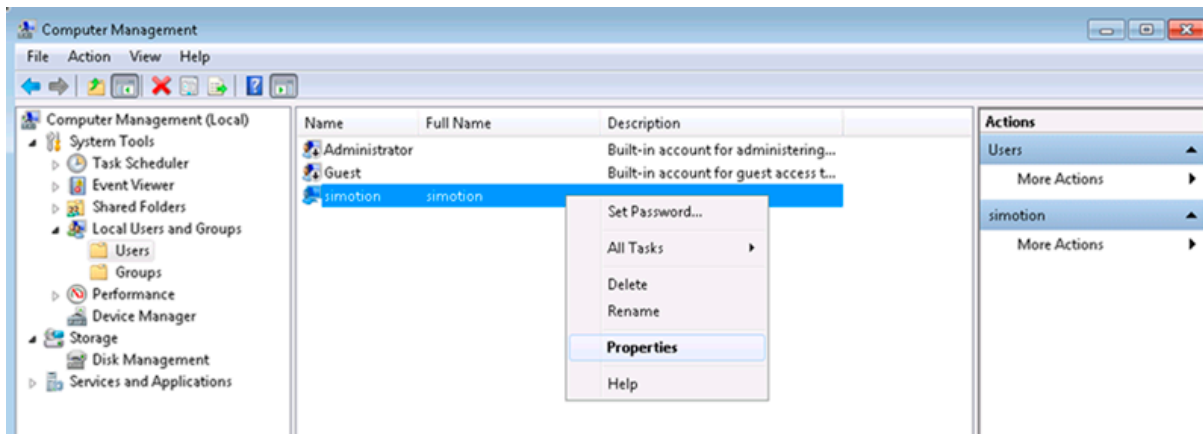 Computer Management
File Action View Help
Computer Management (Local)
System Tools
Task Scheduler
Event Viewer
Shared Folders
Local Users and Groups
Users
Groups
Performance
Device Manager
Storage
Disk Management
Services and Applications
Name Full Name Description
Administrator Built-in account for administering...
Guest Built-in account for guest access t...
simotion simotion
Set Password...
All Tasks
Delete
Rename
Properties
Help
Actions
Users
More Actions
simotion
More Actions